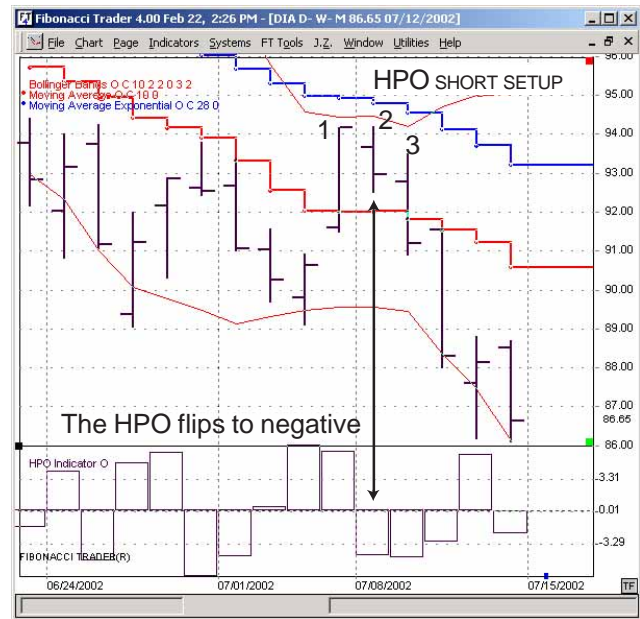 Fibonacci Trader 4.00 Feb 22, 2:26 PM - [DIA D- W- M 86.65 07/12/2002]
File Chart Page Indicators Systems FT Tools J.Z. Window Utilities Help
96.00
Bollinger Bands O C 10 2 2 0 3 2
Moving Average O C 10 0
Moving Average Exponential O C 28 0
HPO SHORT SETUP
95.00
1
2
3
94.00
93.00
92.00
91.00
90.00
89.00
88.00
87.00
86.65
86.00
The HPO flips to negative
HPO Indicator O
-3.31
-0.01
-3.29
FIBONACCI TRADER(R)
06/24/2002 07/01/2002 07/08/2002 07/15/2002
TF